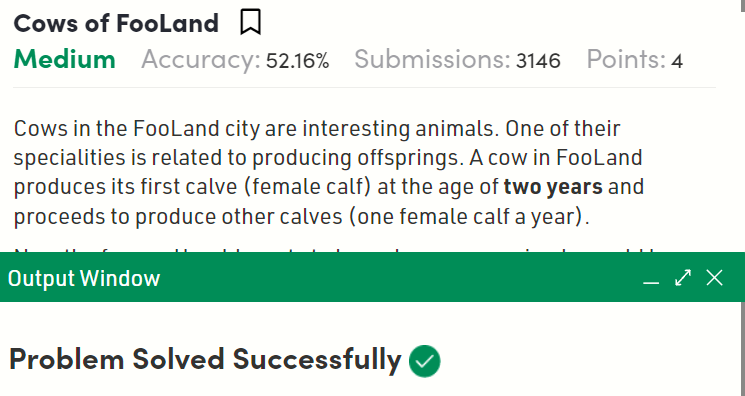 Cows of FooLand
Medium Accuracy: 52.16% Submissions: 3146 Points: 4
Cows in the FooLand city are interesting animals. One of their
specialities is related to producing offsprings. A cow in FooLand
produces its first calve (female calf) at the age of two years and
proceeds to produce other calves (one female calf a year).
Output Window
Problem Solved Successfully